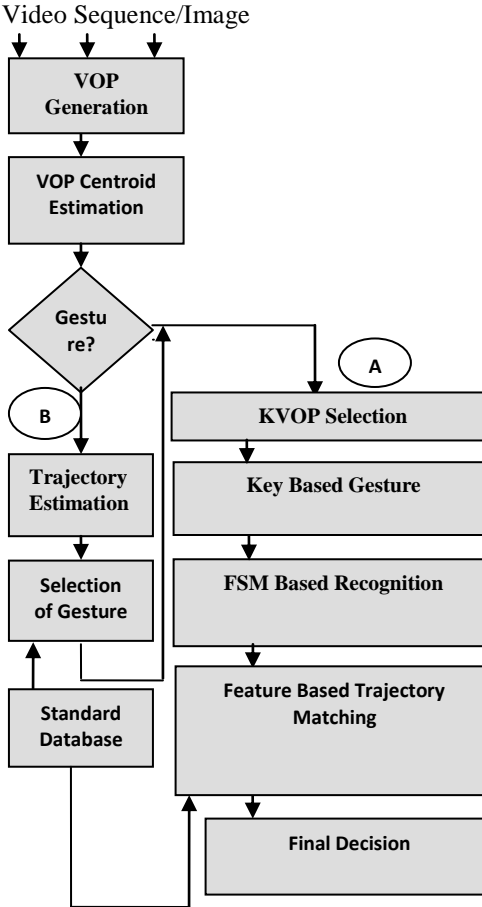 Video Sequence/Image
VOP
Generation
VOP Centroid
Estimation
Gestu
re?
A
B
KVOP Selection
Trajectory
Estimation
Key Based Gesture
Selection
of Gesture
FSM Based Recognition
Standard
Database
Feature Based Trajectory
Matching
Final Decision